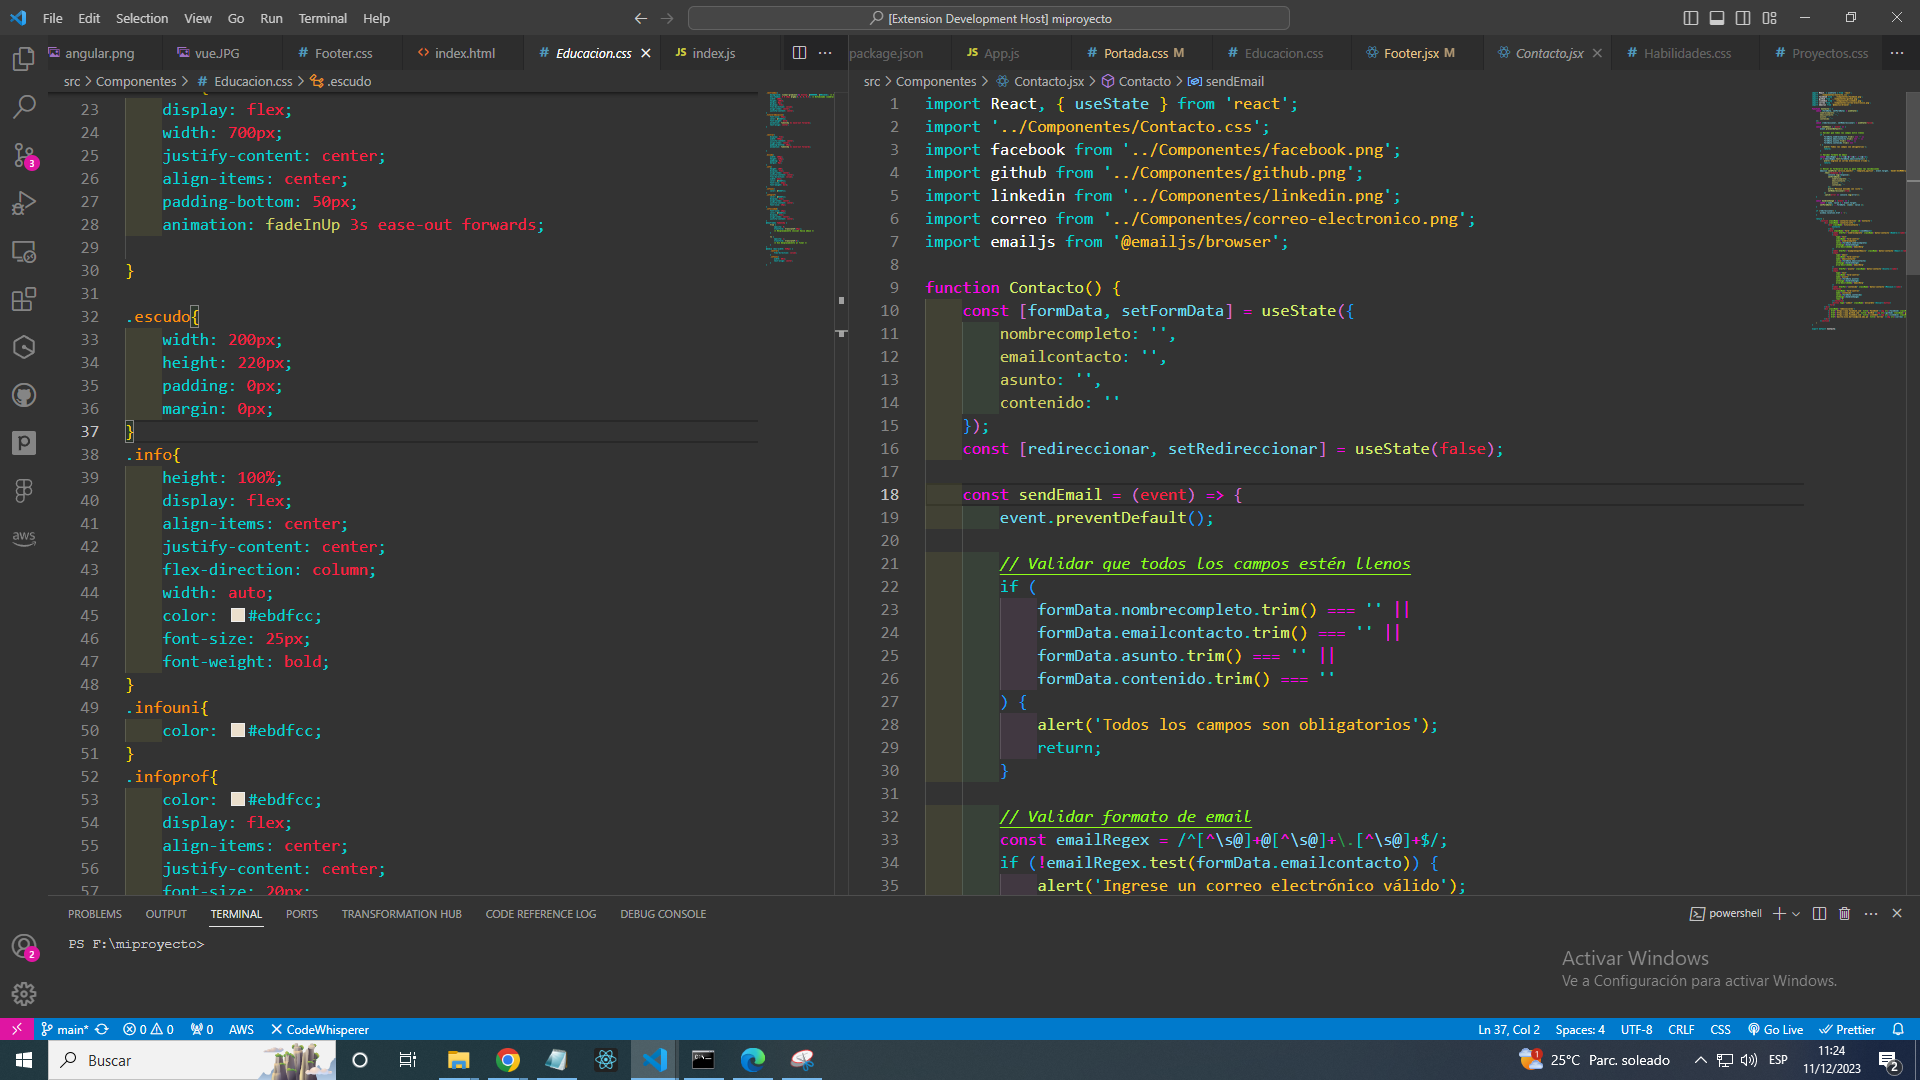 File Edit Selection View Go Run Terminal Help
[Extension Development Host] miproyecto
angular.png vueJPG Footer.css index.html Educacion.css index.js
package.json App.js Portada.css M Educacion.css Footer.jsx M Contacto.jsx Habilidades.css Proyectos.css
src > Componentes > Educacion.css > .escudo
23 display: flex;
24 width: 700px;
25 justify-content: center;
26 align-items: center;
27 padding-bottom: 50px;
28 animation: fadeInUp 3s ease-out forwards;
29
30 }
31
32 .escudo{
33 width: 200px;
34 height: 220px;
35 padding: 0px;
36 margin: 0px;
37 }
38 .info{
39 height: 100%;
40 display: flex;
41 align-items: center;
42 justify-content: center;
43 flex-direction: column;
44 width: auto;
45 color: #ebdfcc;
46 font-size: 25px;
47 font-weight: bold;
48 }
49 .infouni{
50 color: #ebdfcc;
51 }
52 .infoprof{
53 color: #ebdfcc;
54 display: flex;
55 align-items: center;
56 justify-content: center;
57 font-size: 20px;
src > Componentes > Contacto.jsx > Contacto > sendEmail
1 import React, { useState } from 'react';
2 import '../Componentes/Contacto.css';
3 import facebook from '../Componentes/facebook.png';
4 import github from '../Componentes/github.png';
5 import linkedin from '../Componentes/linkedin.png';
6 import correo from '../Componentes/correo-electronico.png';
7 import emailjs from '@emailjs/browser';
8
9 function Contacto() {
10 const [formData, setFormData] = useState({
11 nombrecompleto: '',
12 emailcontacto: '',
13 asunto: '',
14 contenido: ''
15 });
16 const [redireccionar, setRedireccionar] = useState(false);
17
18 const sendEmail = (event) => {
19 event.preventDefault();
20
21 // Validar que todos los campos estén llenos
22 if (
23 formData.nombrecompleto.trim() === '' ||
24 formData.emailcontacto.trim() === '' ||
25 formData.asunto.trim() === '' ||
26 formData.contenido.trim() === ''
27 ) {
28 alert('Todos los campos son obligatorios');
29 return;
30 }
31
32 // Validar formato de email
33 const emailRegex = /^[^\s@]+@[^\s@]+\.[^\s@]+$/;
34 if (!emailRegex.test(formData.emailcontacto)) {
35 alert('Ingrese un correo electrónico válido');
PROBLEMS OUTPUT TERMINAL PORTS TRANSFORMATION HUB CODE REFERENCE LOG DEBUG CONSOLE
powershell
PS F:\miproyecto>
Activar Windows
Ve a Configuración para activar Windows.
3
aws
2
main* 0 0 0 AWS CodeWhisperer
Ln 37, Col 2 Spaces: 4 UTF-8 CRLF CSS Go Live Prettier
Buscar
1 25°C Parc. soleado ESP
11:24
11/12/2023
2